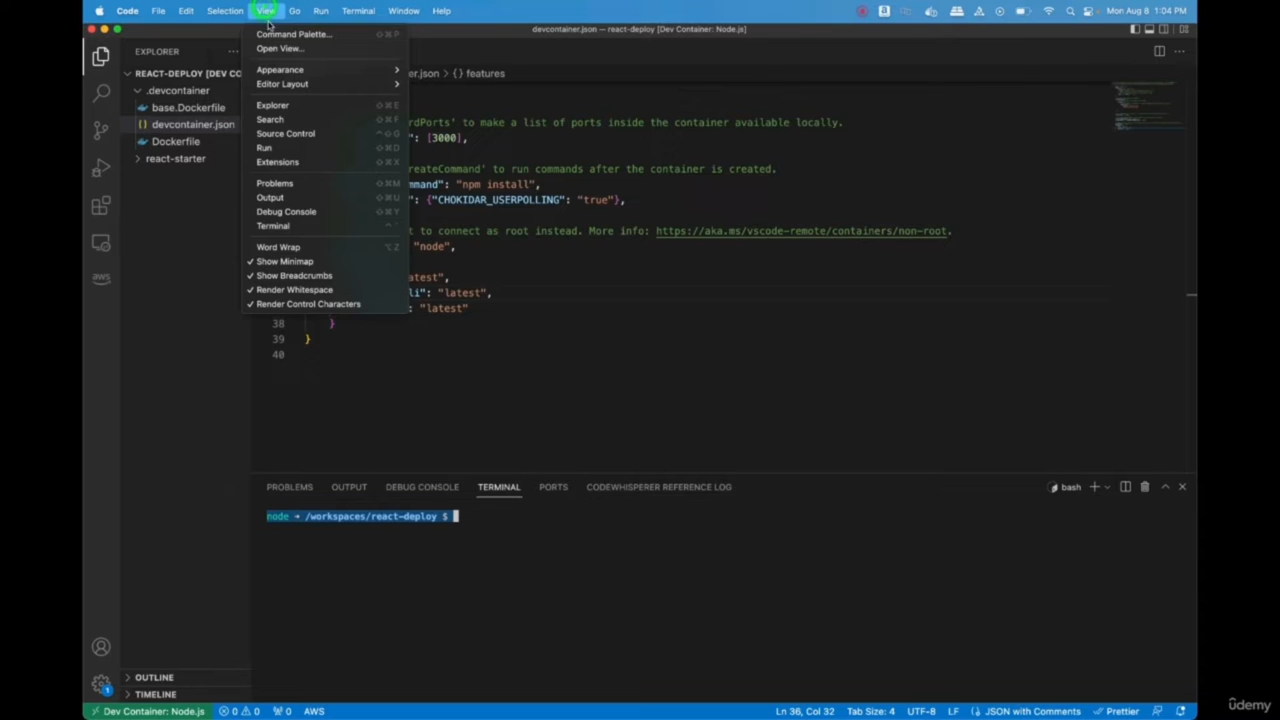 Code File Edit Selection View Go Run Terminal Window Help Mon Aug 8 1:04 PM
devcontainer.json — react-deploy [Dev Container: Node.js]
EXPLORER
REACT-DEPLOY [DEV CO
.devcontainer
base.Dockerfile
{} devcontainer.json
Dockerfile
react-starter
OUTLINE
TIMELINE
aws
Command Palette... ⇧⌘P
Open View...
Appearance
Editor Layout
Explorer ⇧⌘E
Search ⇧⌘F
Source Control ⌃⇧G
Run ⇧⌘D
Extensions ⇧⌘X
Problems ⇧⌘M
Output ⇧⌘U
Debug Console ⇧⌘Y
Terminal ⌃`
Word Wrap ⌥Z
✓ Show Minimap
✓ Show Breadcrumbs
✓ Render Whitespace
✓ Render Control Characters
er.json > {} features
rdPorts' to make a list of ports inside the container available locally.
": [3000],
reateCommand' to run commands after the container is created.
mmand": "npm install",
": {"CHOKIDAR_USERPOLLING": "true"},
t to connect as root instead. More info: https://aka.ms/vscode-remote/containers/non-root.
"node",
atest",
li": "latest",
: "latest"
38 }
39 }
40
PROBLEMS OUTPUT DEBUG CONSOLE TERMINAL PORTS CODEWHISPERER REFERENCE LOG bash
node ➜ /workspaces/react-deploy $
1
Dev Container: Node.js 0 0 0 AWS Ln 36, Col 32 Tab Size: 4 UTF-8 LF {} JSON with Comments Prettier
udemy